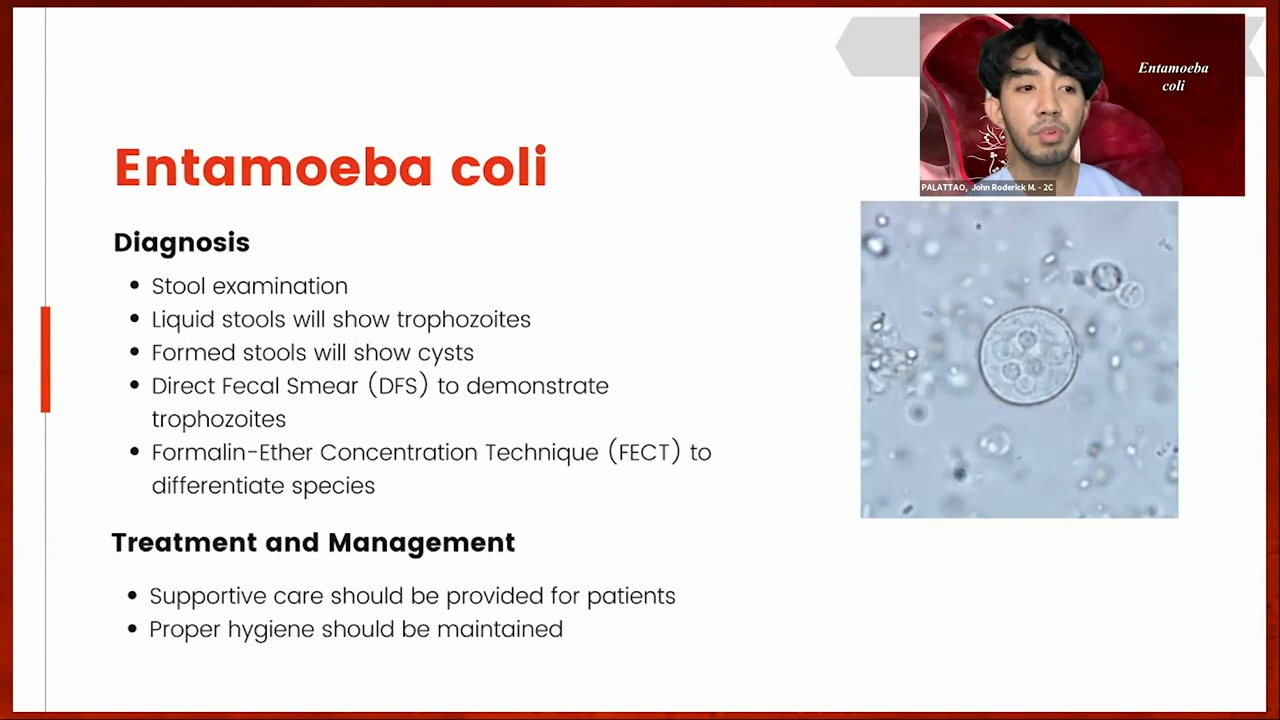 Entamoeba
coli
PALATTAO, John Roderick M. - 2C
Entamoeba coli
Diagnosis
• Stool examination
• Liquid stools will show trophozoites
• Formed stools will show cysts
• Direct Fecal Smear (DFS) to demonstrate
trophozoites
• Formalin-Ether Concentration Technique (FECT) to
differentiate species
Treatment and Management
• Supportive care should be provided for patients
• Proper hygiene should be maintained